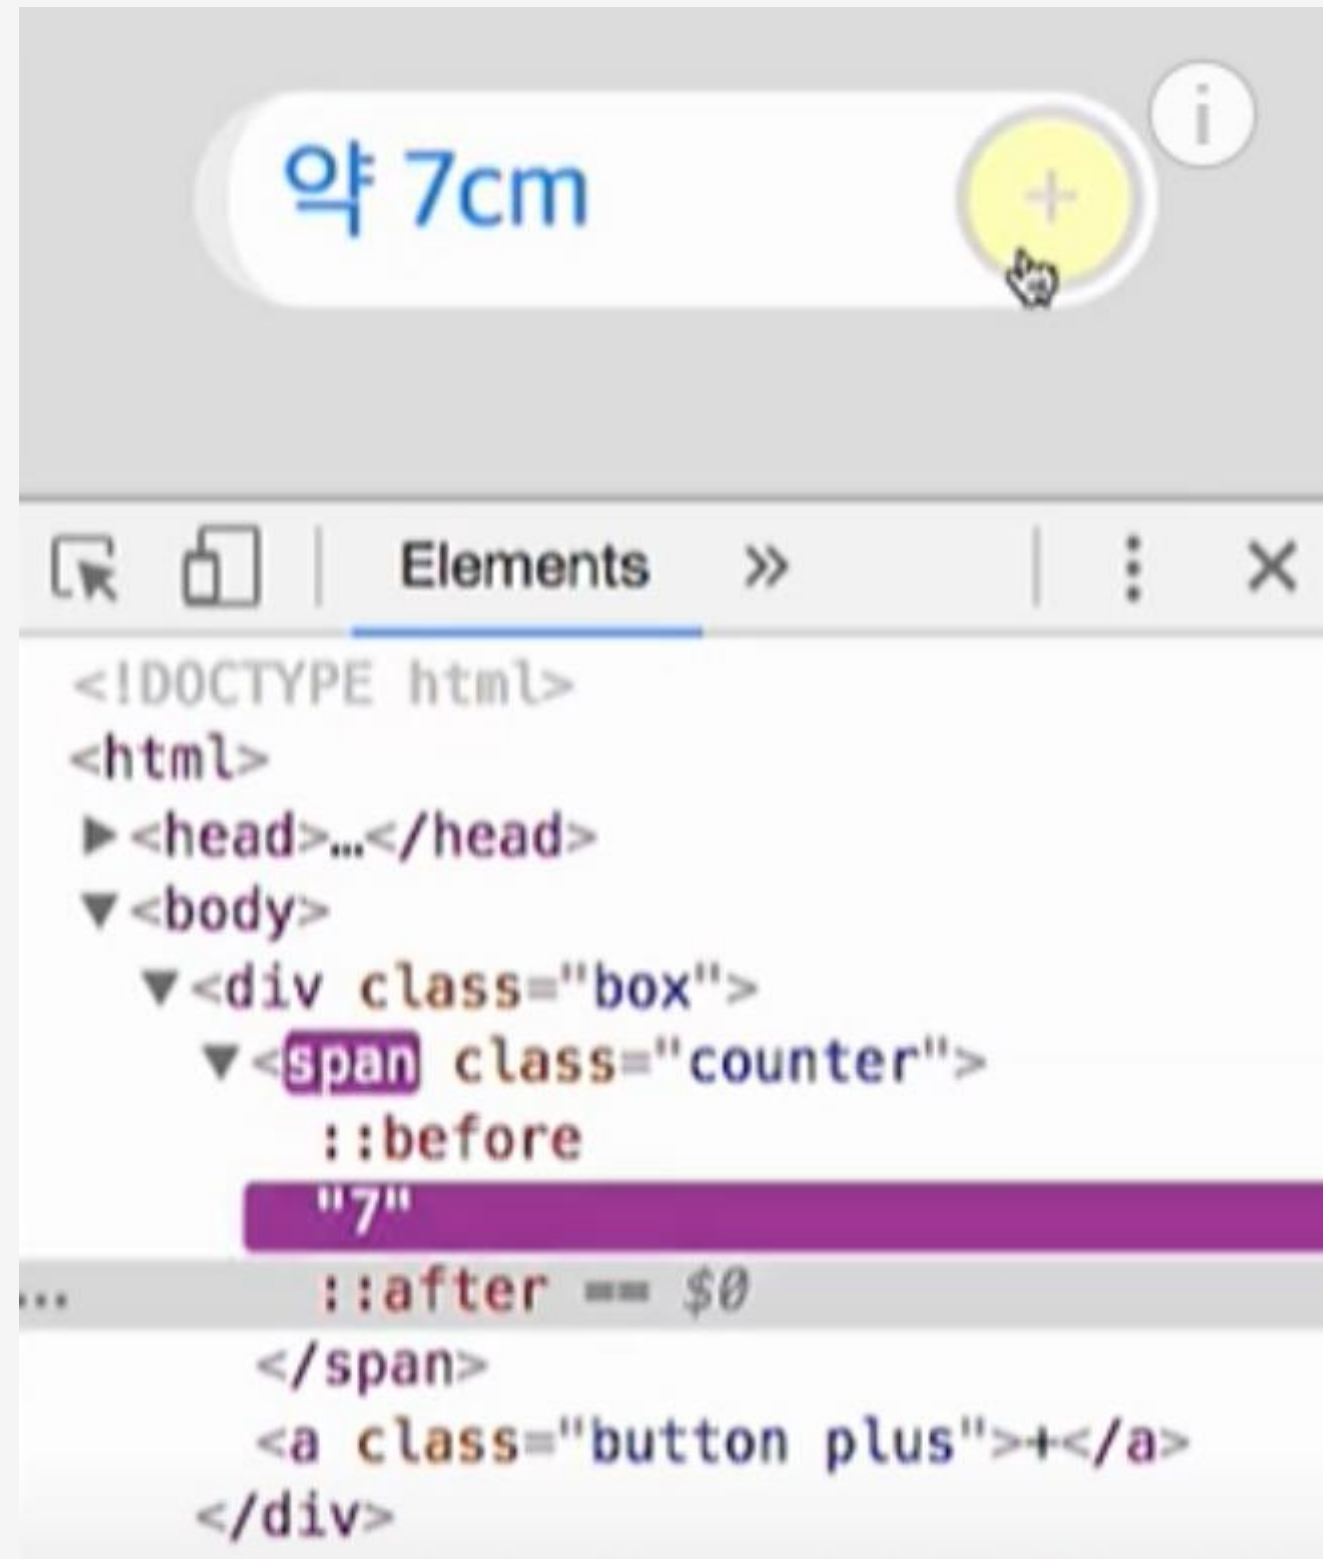 약 7cm
+
i
Elements »
<!DOCTYPE html>
<html>
▶<head>…</head>
▼<body>
▼<div class="box">
▼<span class="counter">
::before
"7"
... ::after == $0
</span>
<a class="button plus">+</a>
</div>